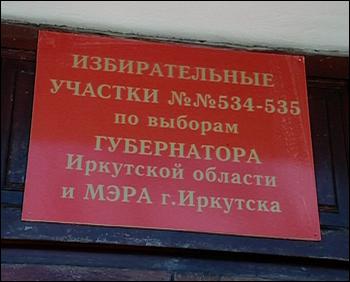 ИЗБИРАТЕЛЬНЫЕ
УЧАСТКИ №№534-535
по выборам
ГУБЕРНАТОРА
Иркутской области
и МЭРА г.Иркутска